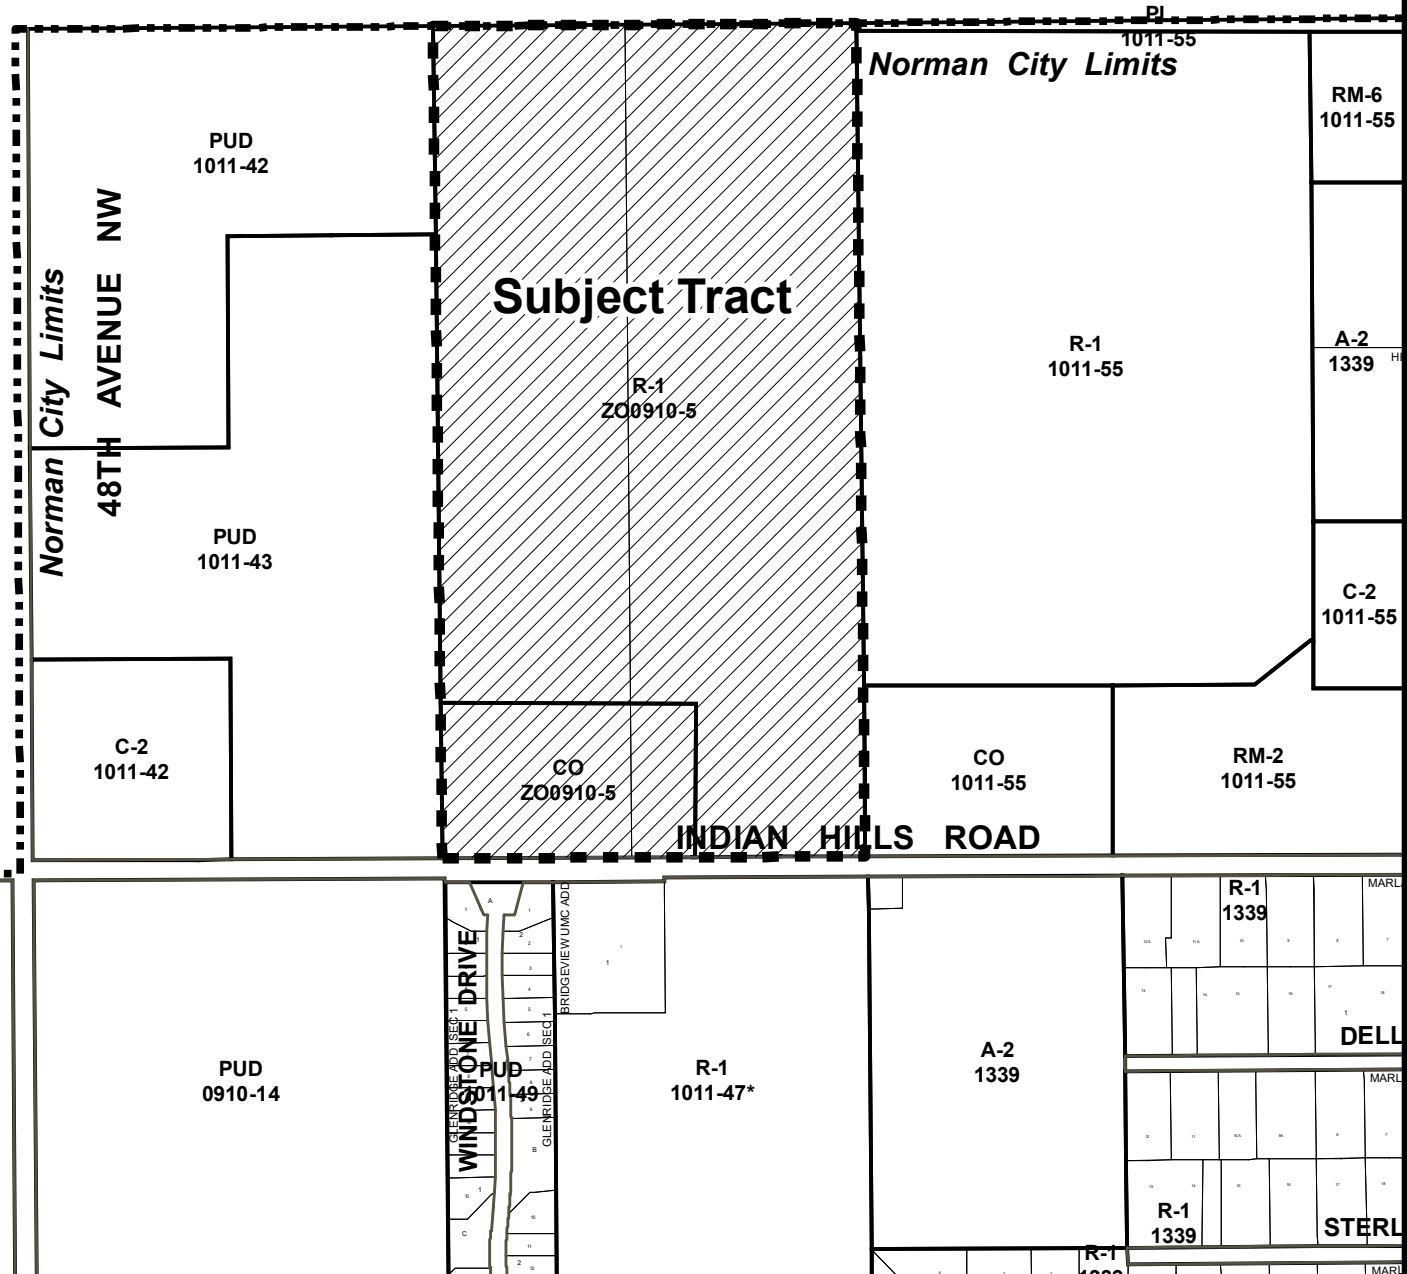 PI
1011-55
Norman City Limits
RM-6
1011-55
PUD
1011-42
48TH AVENUE NW
Norman City Limits
Subject Tract
R-1
ZO0910-5
R-1
1011-55
A-2
1339
PUD
1011-43
C-2
1011-55
C-2
1011-42
CO
ZO0910-5
CO
1011-55
RM-2
1011-55
INDIAN HILLS ROAD
R-1
1339
MARL
BRIDGEVIEW UMC ADD
WINDSTONE DRIVE
GLENRIDGE ADD SEC 1
GLENRIDGE ADD SEC 1
PUD
0910-14
PUD
1011-49
R-1
1011-47*
A-2
1339
DELL
MARL
R-1
1339
STERL
R-1
MARL